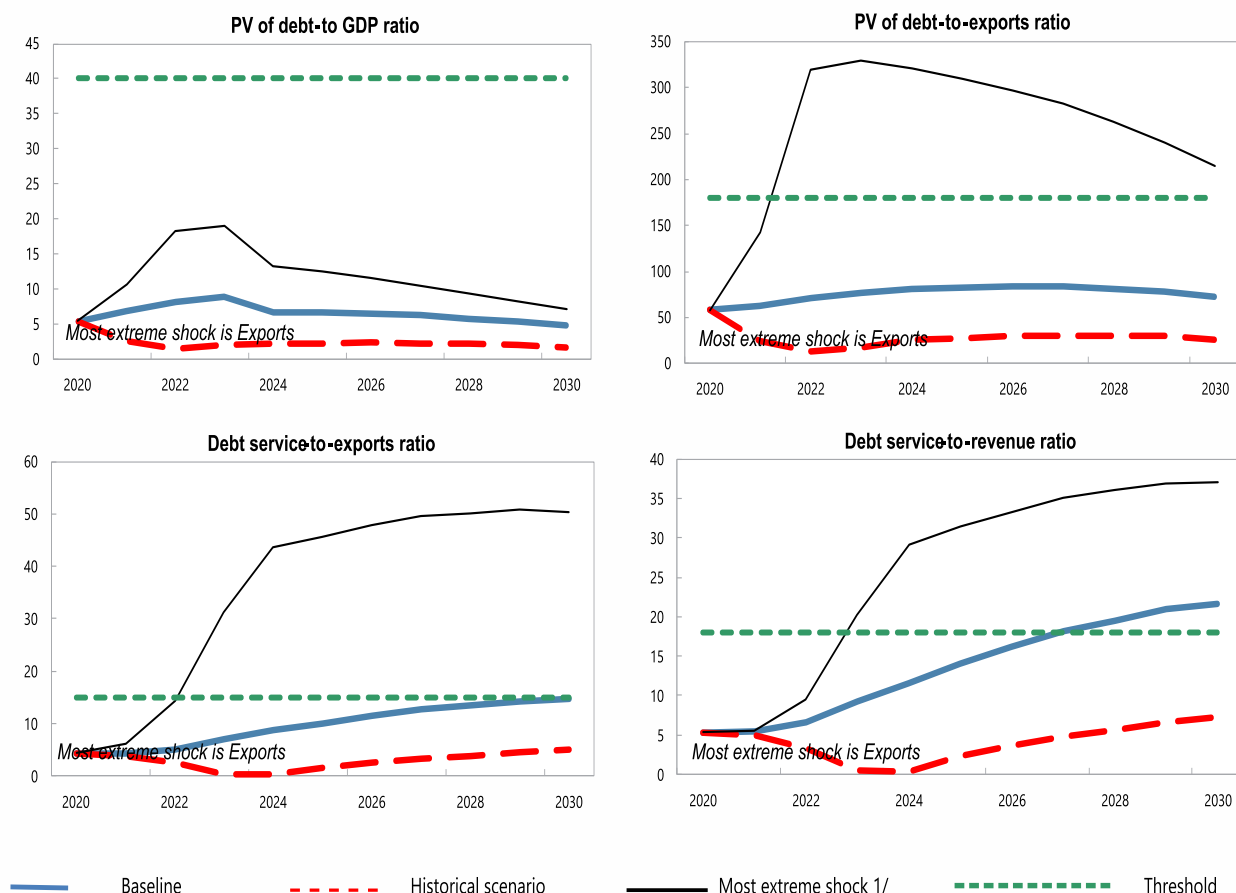 PV of debt-to GDP ratio
45
40
35
30
25
20
15
10
5
0
Most extreme shock is Exports
2020 2022 2024 2026 2028 2030
PV of debt-to-exports ratio
350
300
250
200
150
100
50
0
Most extreme shock is Exports
2020 2022 2024 2026 2028 2030
Debt service-to-exports ratio
60
50
40
30
20
10
0
Most extreme shock is Exports
2020 2022 2024 2026 2028 2030
Debt service-to-revenue ratio
40
35
30
25
20
15
10
5
0
Most extreme shock is Exports
2020 2022 2024 2026 2028 2030
Baseline Historical scenario Most extreme shock 1/ Threshold